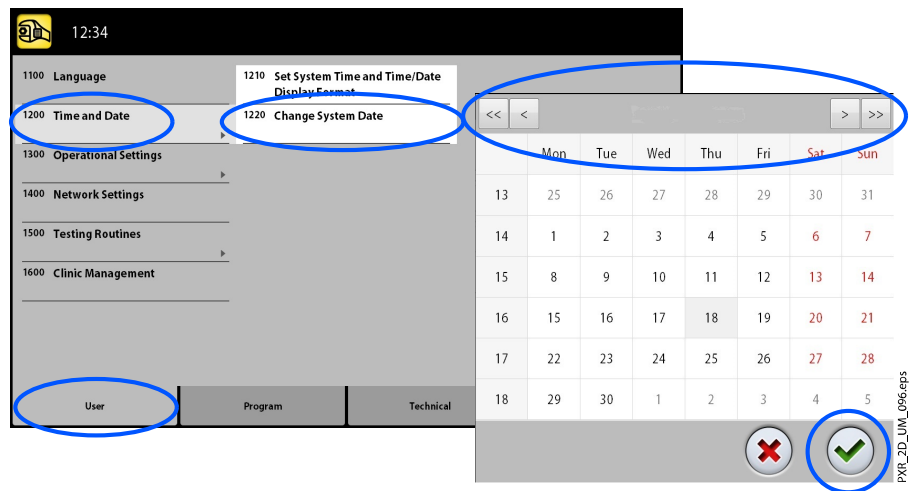 12:34
1100 Language
1200 Time and Date
1300 Operational Settings
1400 Network Settings
1500 Testing Routines
1600 Clinic Management
1210 Set System Time and Time/Date
Display Format
1220 Change System Date
User
Program
Technical
<< < > >>
Mon Tue Wed Thu Fri Sat Sun
13 25 26 27 28 29 30 31
14 1 2 3 4 5 6 7
15 8 9 10 11 12 13 14
16 15 16 17 18 19 20 21
17 22 23 24 25 26 27 28
18 29 30 1 2 3 4 5
PXR_2D_UM_096.eps